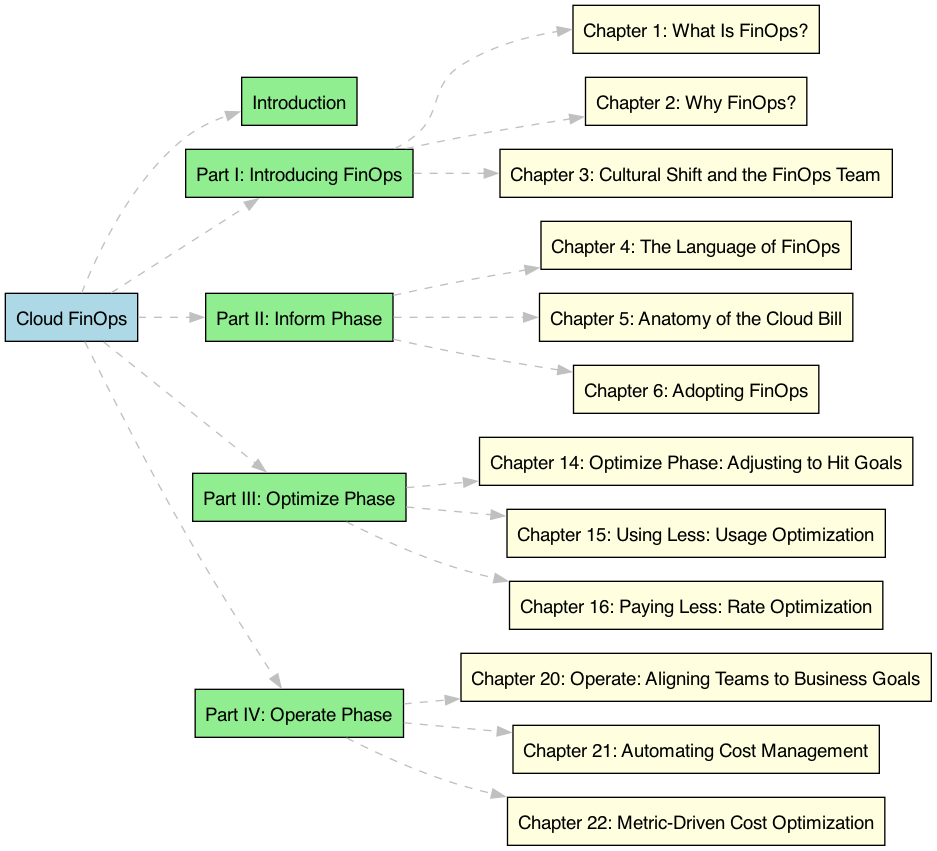 Cloud FinOps
Introduction
Part I: Introducing FinOps
Chapter 1: What Is FinOps?
Chapter 2: Why FinOps?
Chapter 3: Cultural Shift and the FinOps Team
Part II: Inform Phase
Chapter 4: The Language of FinOps
Chapter 5: Anatomy of the Cloud Bill
Chapter 6: Adopting FinOps
Part III: Optimize Phase
Chapter 14: Optimize Phase: Adjusting to Hit Goals
Chapter 15: Using Less: Usage Optimization
Chapter 16: Paying Less: Rate Optimization
Part IV: Operate Phase
Chapter 20: Operate: Aligning Teams to Business Goals
Chapter 21: Automating Cost Management
Chapter 22: Metric-Driven Cost Optimization